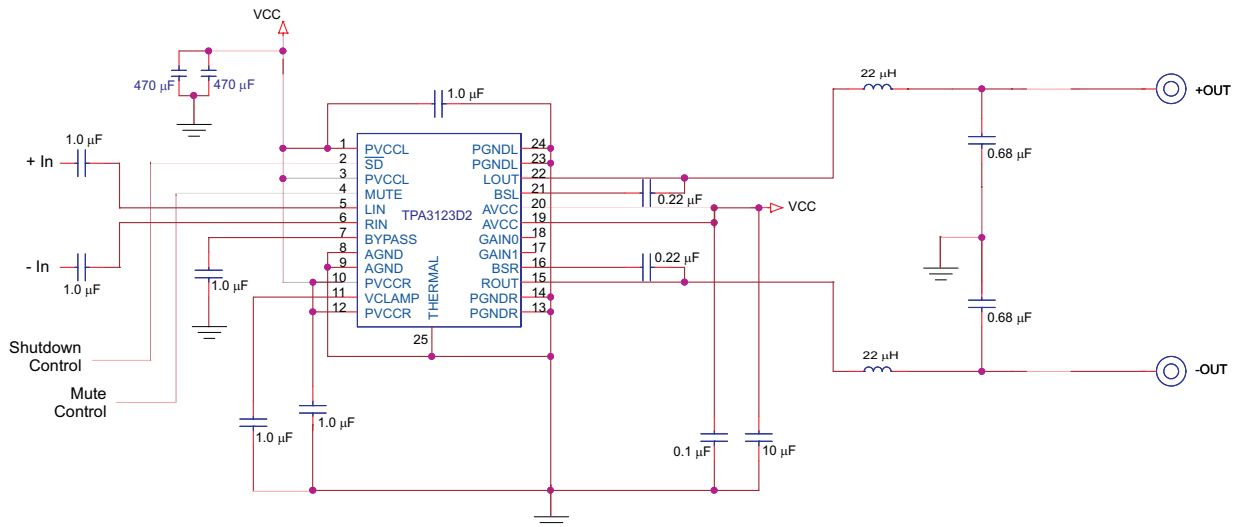 VCC
470 μF
470 μF
1.0 μF
22 μH
+OUT
1.0 μF
+ In
0.68 μF
1 PVCCL PGNDL 24
2 SD PGNDL 23
3 PVCCL LOUT 22
4 MUTE BSL 21
0.22 μF
5 LIN TPA3123D2 AVCC 20
VCC
6 RIN AVCC 19
7 BYPASS GAIN0 18
8 AGND GAIN1 17
9 AGND BSR 16
0.22 μF
10 PVCCR ROUT 15
11 VCLAMP PGNDR 14
12 PVCCR PGNDR 13
THERMAL
25
- In
1.0 μF
1.0 μF
0.68 μF
Shutdown
Control
22 μH
-OUT
Mute
Control
1.0 μF
1.0 μF
0.1 μF
10 μF